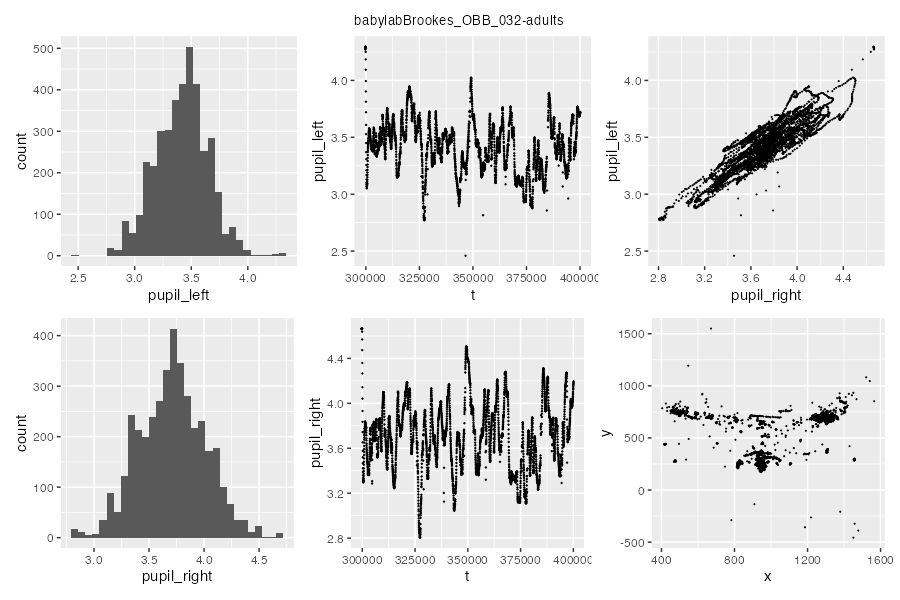 babylabBrookes_OBB_032-adults
500
400
300
200
100
0
count
2.5 3.0 3.5 4.0
pupil_left
4.0
3.5
3.0
2.5
pupil_left
300000 325000 350000 375000 40000
t
4.0
3.5
3.0
2.5
pupil_left
2.8 3.2 3.6 4.0 4.4
pupil_right
400
300
200
100
0
count
3.0 3.5 4.0 4.5
pupil_right
4.4
4.0
3.6
3.2
2.8
pupil_right
300000 325000 350000 375000 40000
t
1500
1000
500
0
-500
y
400 800 1200 1600
x